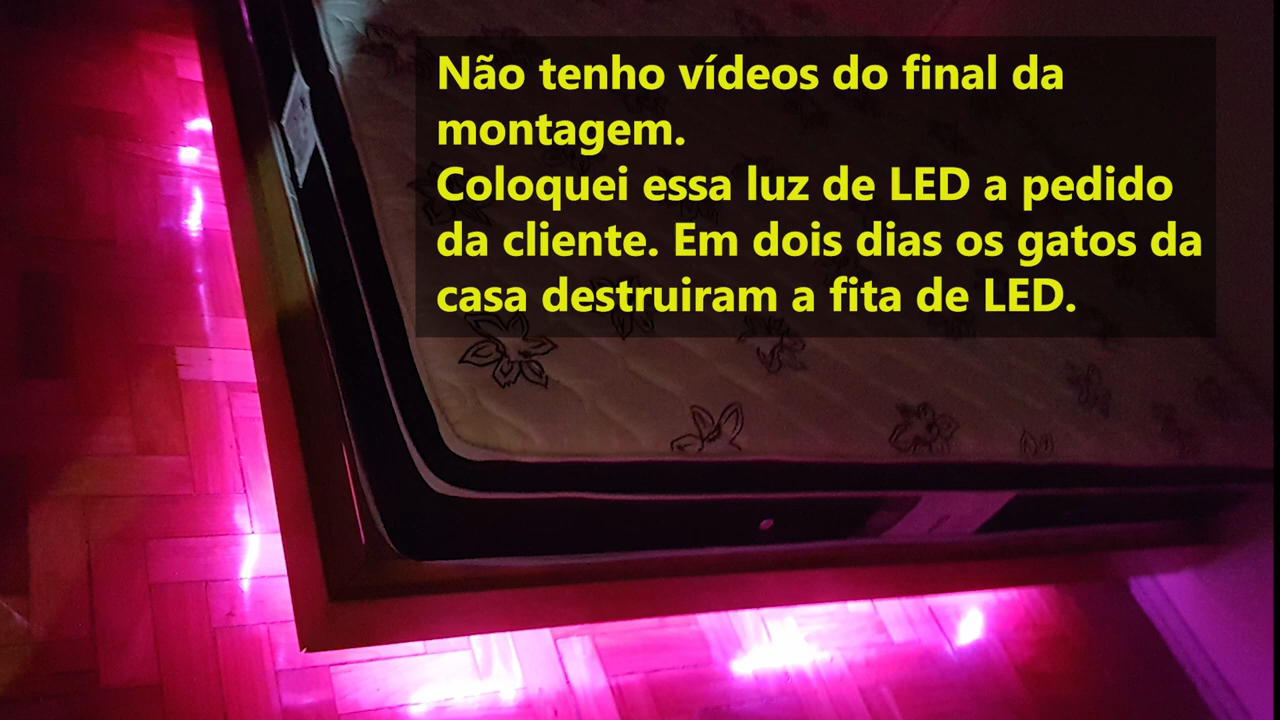 Não tenho vídeos do final da
montagem.
Coloquei essa luz de LED a pedido
da cliente. Em dois dias os gatos da
casa destruiram a fita de LED.